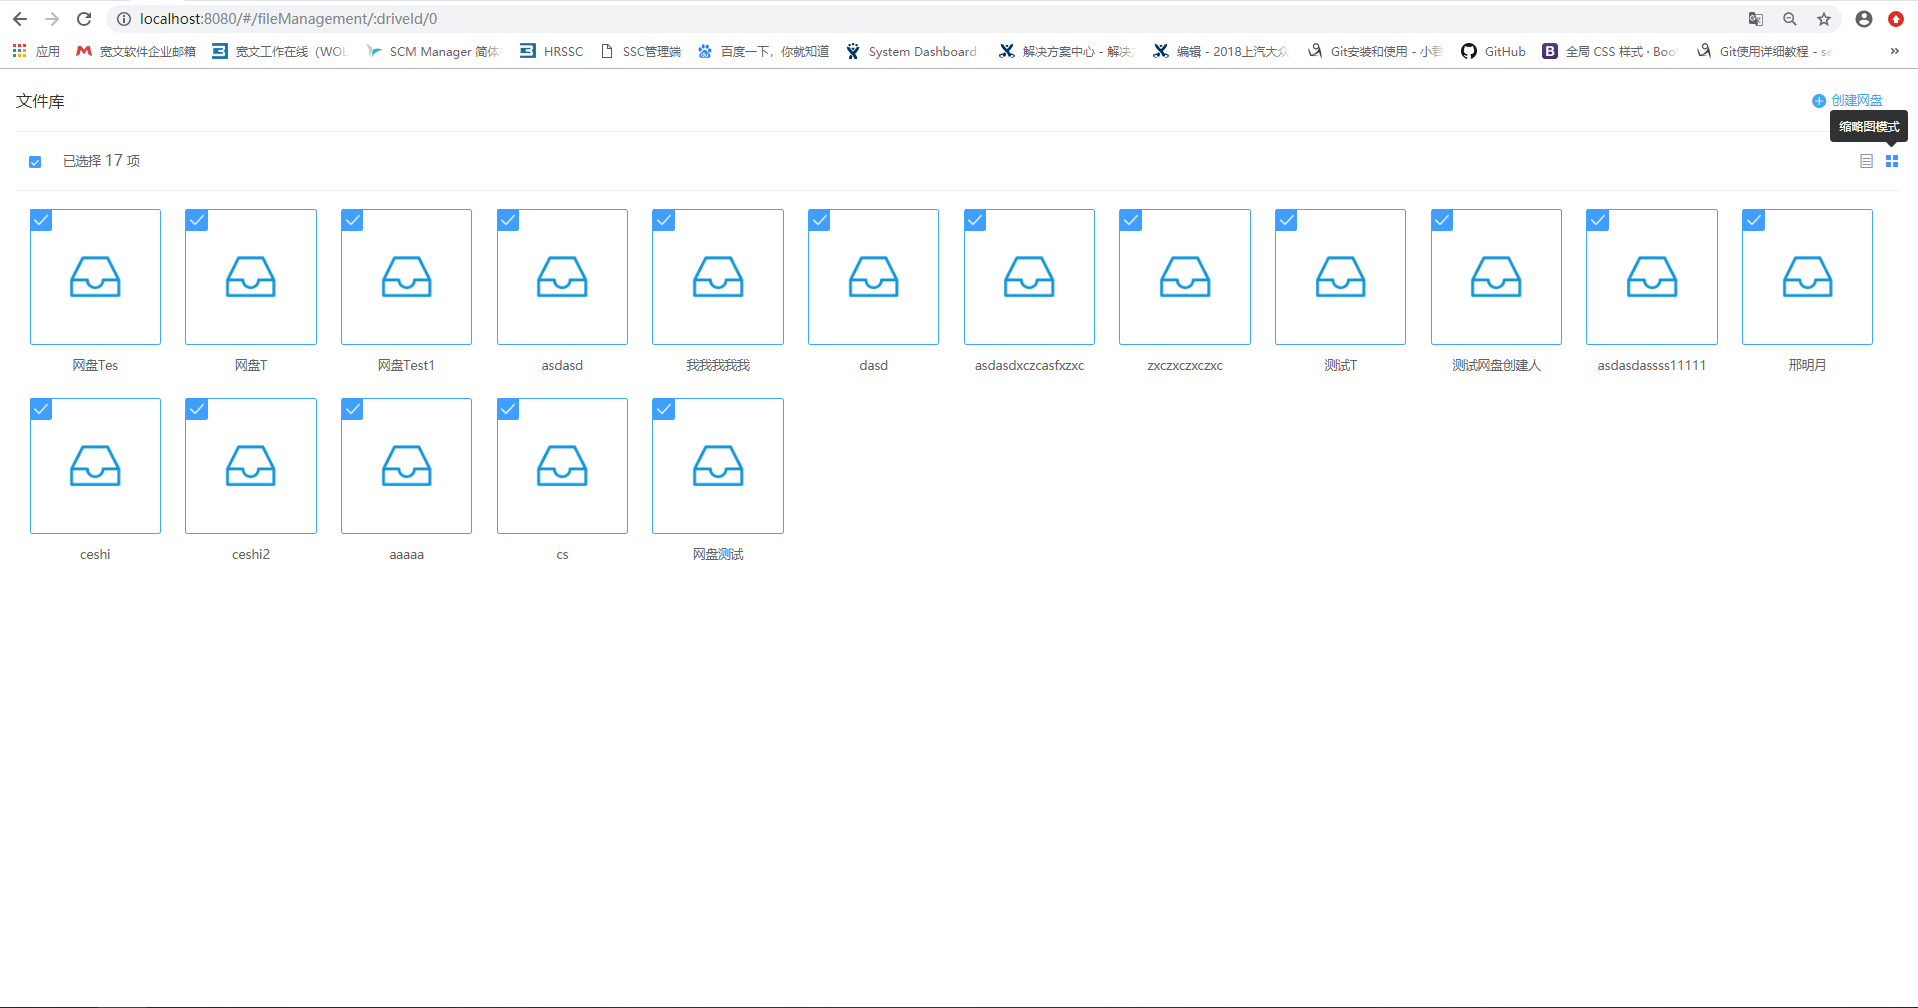 localhost:8080/#/fileManagement/:driveId/0
应用 宽文软件企业邮箱 宽文工作在线（WOL SCM Manager 简体 HRSSC SSC管理端 百度一下，你就知道 System Dashboard 解决方案中心 - 解决 编辑 - 2018上汽大众 Git安装和使用 - 小君 GitHub 全局 CSS 样式 · Boo Git使用详细教程 - se »
文件库
创建网盘
缩略图模式
已选择 17 项
网盘Tes 网盘T 网盘Test1 asdasd 我我我我我 dasd asdasdxczcasfxzxc zxczxczxczxc 测试T 测试网盘创建人 asdasdassss11111 邢明月
ceshi ceshi2 aaaaa cs 网盘测试